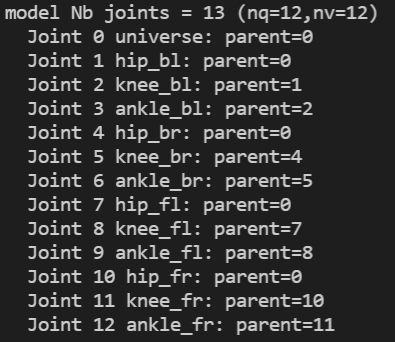 model Nb joints = 13 (nq=12,nv=12)
  Joint 0 universe: parent=0
  Joint 1 hip_bl: parent=0
  Joint 2 knee_bl: parent=1
  Joint 3 ankle_bl: parent=2
  Joint 4 hip_br: parent=0
  Joint 5 knee_br: parent=4
  Joint 6 ankle_br: parent=5
  Joint 7 hip_fl: parent=0
  Joint 8 knee_fl: parent=7
  Joint 9 ankle_fl: parent=8
  Joint 10 hip_fr: parent=0
  Joint 11 knee_fr: parent=10
  Joint 12 ankle_fr: parent=11